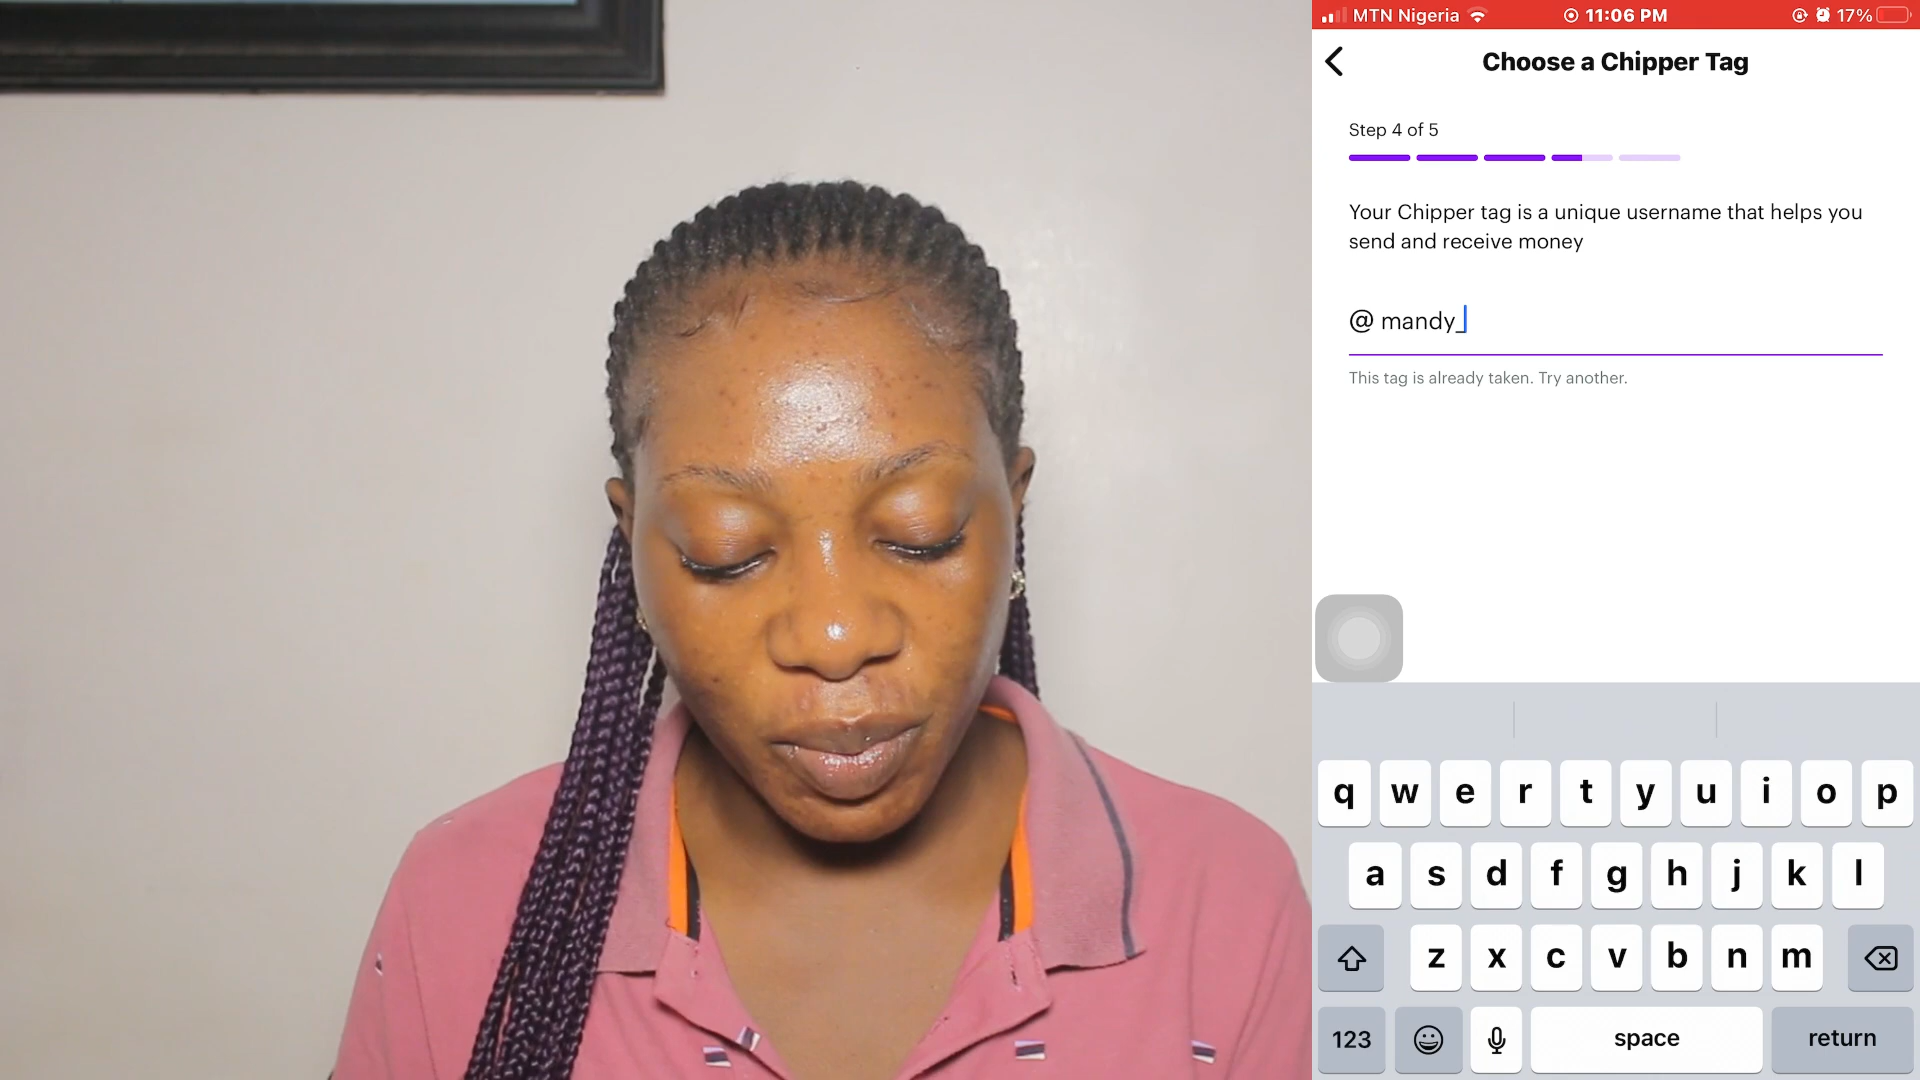 MTN Nigeria 11:06 PM 17%
Choose a Chipper Tag
Step 4 of 5
Your Chipper tag is a unique username that helps you
send and receive money
@ mandy_
This tag is already taken. Try another.
q w e r t y u i o p
a s d f g h j k l
z x c v b n m
123 space return